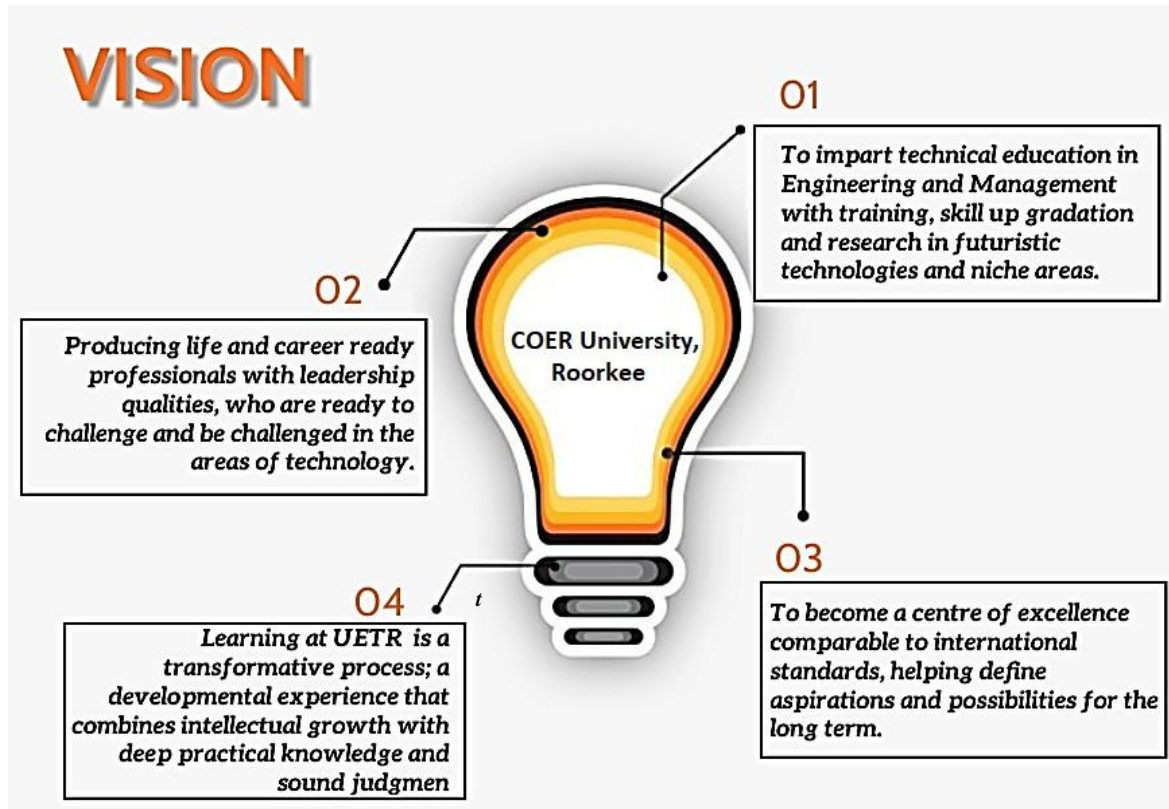 VISION
01
To impart technical education in
Engineering and Management
with training, skill up gradation
and research in futuristic
technologies and niche areas.
02
Producing life and career ready
professionals with leadership
qualities, who are ready to
challenge and be challenged in the
areas of technology.
COER University,
Roorkee
03
To become a centre of excellence
comparable to international
standards, helping define
aspirations and possibilities for the
long term.
04
t
Learning at UETR is a
transformative process; a
developmental experience that
combines intellectual growth with
deep practical knowledge and
sound judgmen